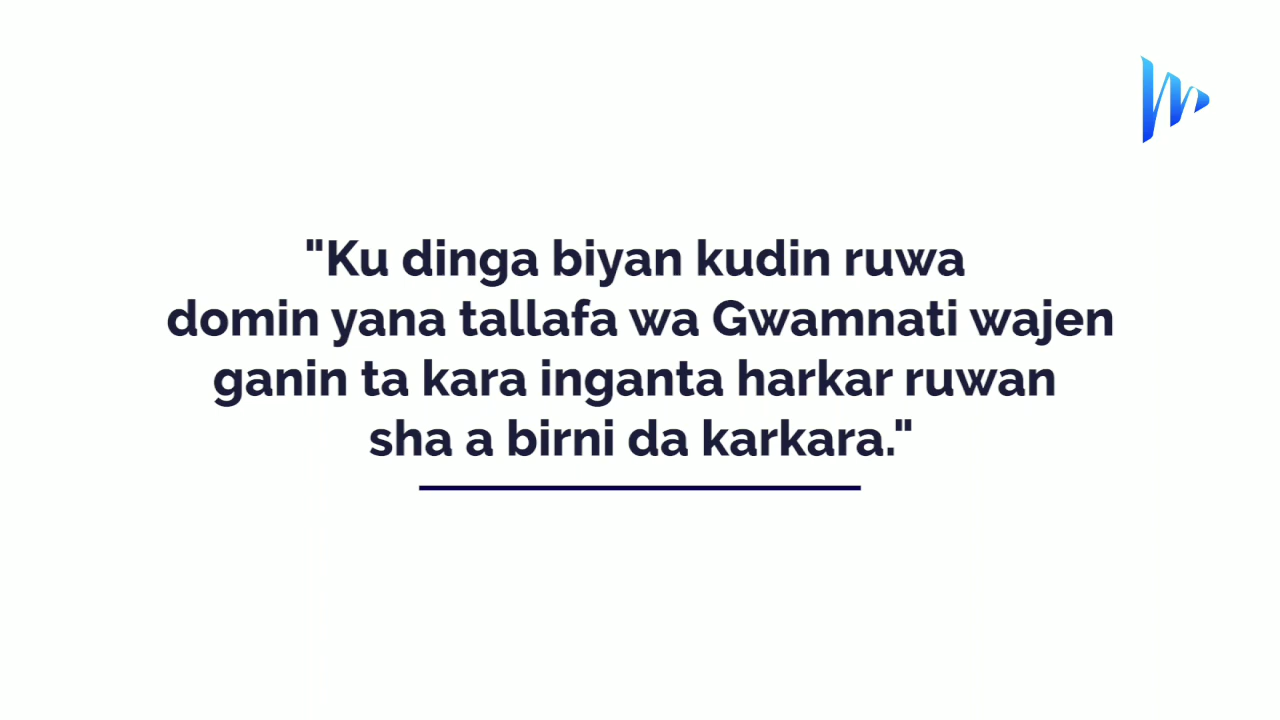 "Ku dinga biyan kudin ruwa
domin yana tallafa wa Gwamnati wajen
ganin ta kara inganta harkar ruwan
sha a birni da karkara."